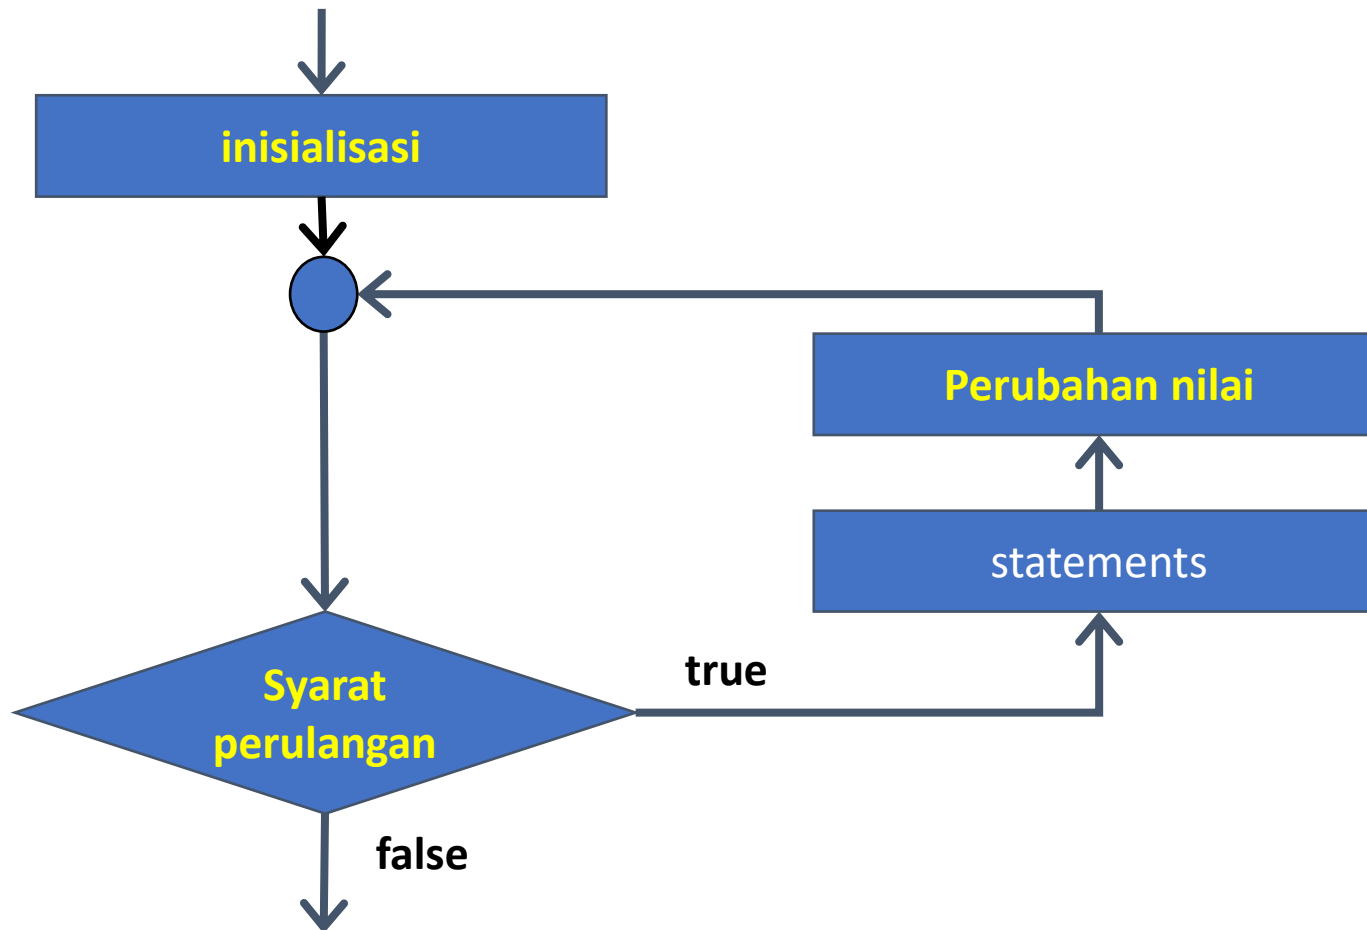 inisialisasi
Perubahan nilai
statements
true
Syarat
perulangan
false